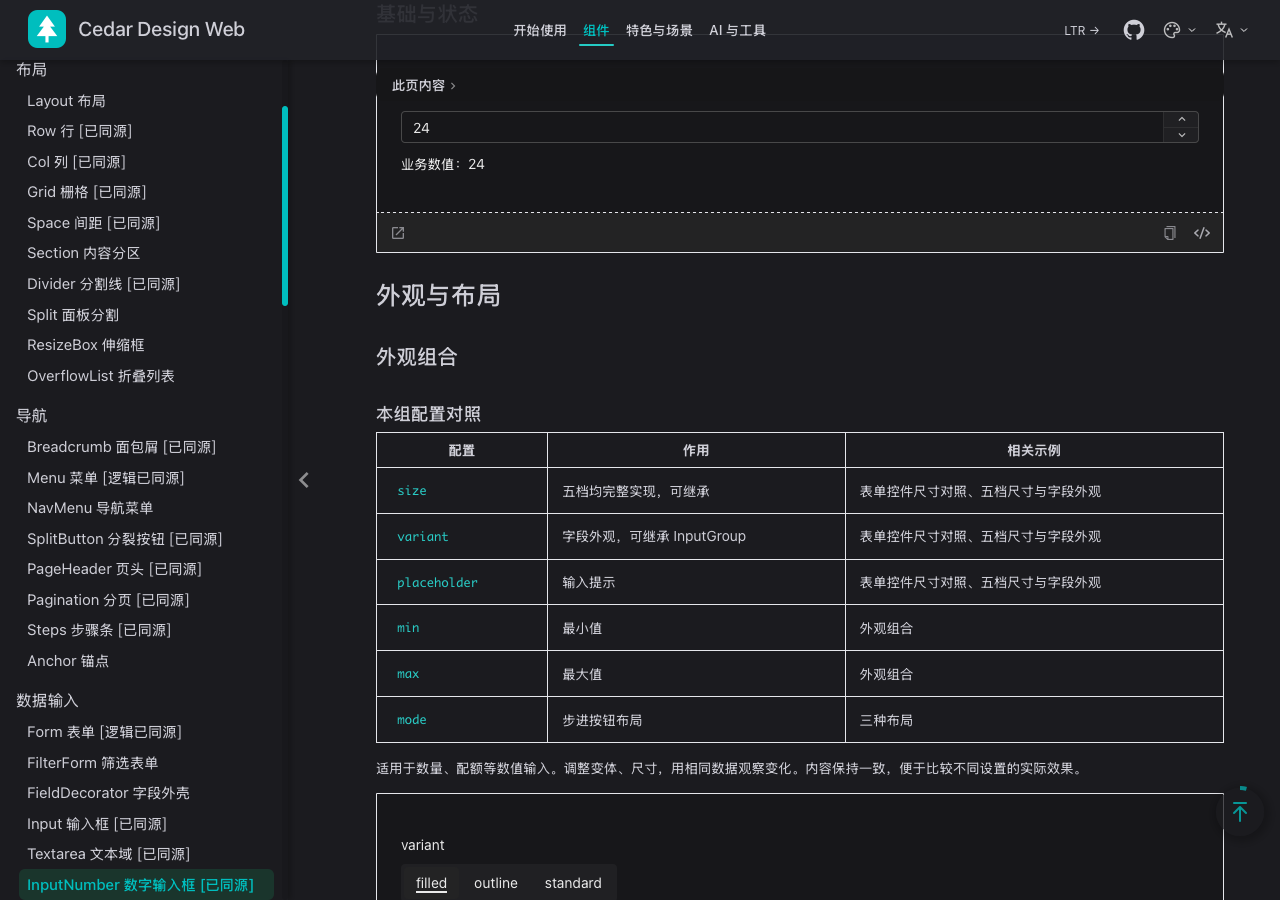 Cedar Design Web
开始使用
组件
特色与场景
AI 与工具
LTR →
布局
Layout 布局
Row 行 [已同源]
Col 列 [已同源]
Grid 栅格 [已同源]
Space 间距 [已同源]
Section 内容分区
Divider 分割线 [已同源]
Split 面板分割
ResizeBox 伸缩框
OverflowList 折叠列表
导航
Breadcrumb 面包屑 [已同源]
Menu 菜单 [逻辑已同源]
NavMenu 导航菜单
SplitButton 分裂按钮 [已同源]
PageHeader 页头 [已同源]
Pagination 分页 [已同源]
Steps 步骤条 [已同源]
Anchor 锚点
数据输入
Form 表单 [逻辑已同源]
FilterForm 筛选表单
FieldDecorator 字段外壳
Input 输入框 [已同源]
Textarea 文本域 [已同源]
InputNumber 数字输入框 [已同源]
基础与状态
此页内容 ›
24
业务数值：24
外观与布局
外观组合
本组配置对照
配置 作用 相关示例
size 五档均完整实现，可继承 表单控件尺寸对照、五档尺寸与字段外观
variant 字段外观，可继承 InputGroup 表单控件尺寸对照、五档尺寸与字段外观
placeholder 输入提示 表单控件尺寸对照、五档尺寸与字段外观
min 最小值 外观组合
max 最大值 外观组合
mode 步进按钮布局 三种布局
适用于数量、配额等数值输入。调整变体、尺寸，用相同数据观察变化。内容保持一致，便于比较不同设置的实际效果。
variant
filled outline standard